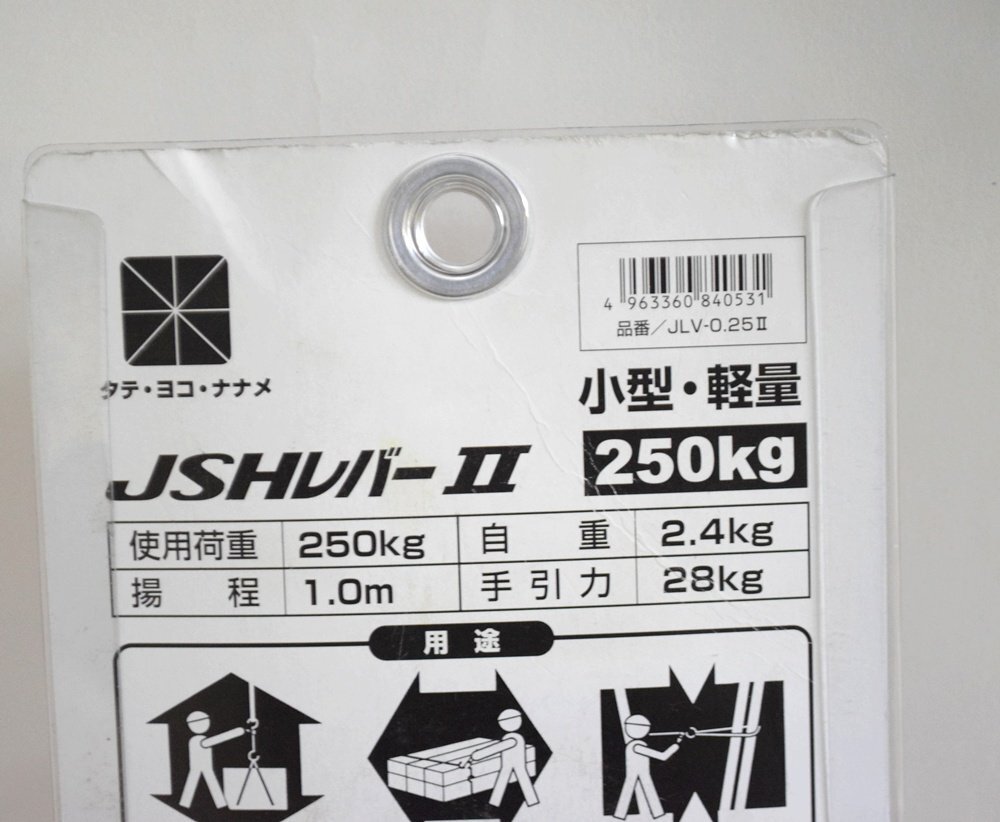 4 963360 840531
品番/JLV-0.25Ⅱ
タテ・ヨコ・ナナメ
小型・軽量
JSHレバーⅡ
250kg
使用荷重 250kg 自重 2.4kg
揚程 1.0m 手引力 28kg
用途